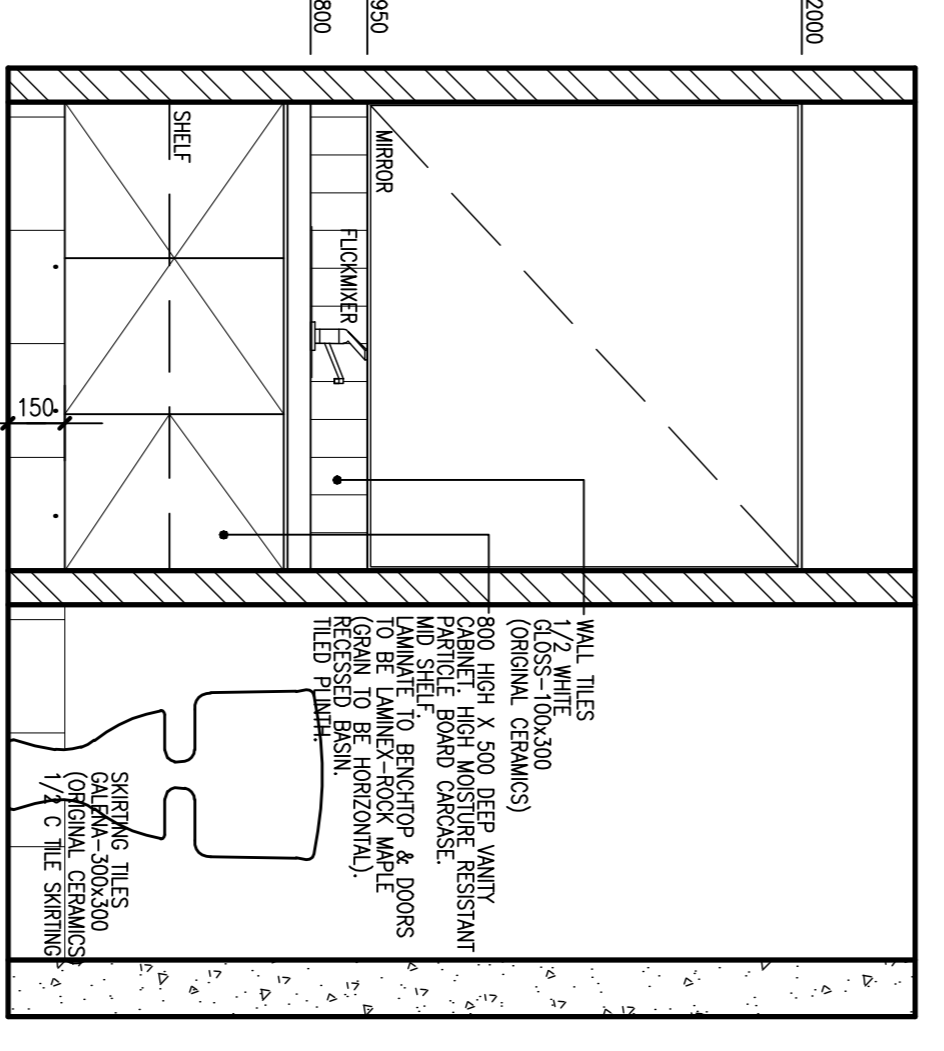 2000
950
800
MIRROR
FLICKMIXER
SHELF
150
WALL TILES
1/2 WHITE
GLOSS-100x300
(ORIGINAL CERAMICS)
800 HIGH X 500 DEEP VANITY
CABINET. HIGH MOISTURE RESISTANT
PARTICLE BOARD CARCASE.
MID SHELF.
LAMINATE TO BENCHTOP & DOORS
TO BE LAMINEX-ROCK MAPLE
(GRAIN TO BE HORIZONTAL).
RECESSED BASIN.
TILED PLINTH.
SKIRTING TILES
GALENA-300x300
(ORIGINAL CERAMICS)
1/2 C TILE SKIRTING